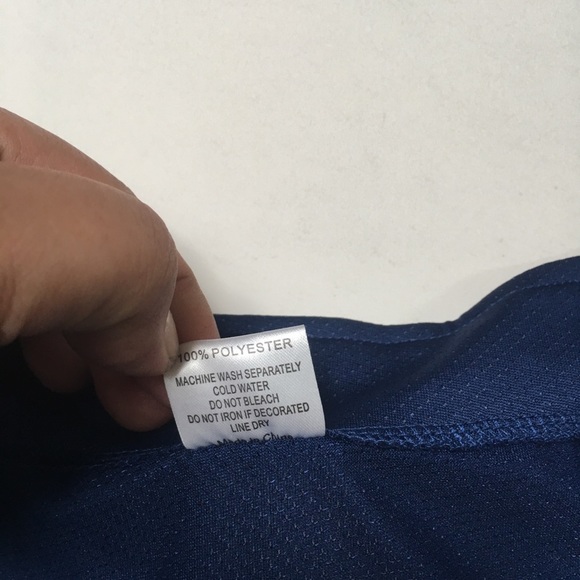 100% POLYESTER
MACHINE WASH SEPARATELY
COLD WATER
DO NOT BLEACH
DO NOT IRON IF DECORATED
LINE DRY